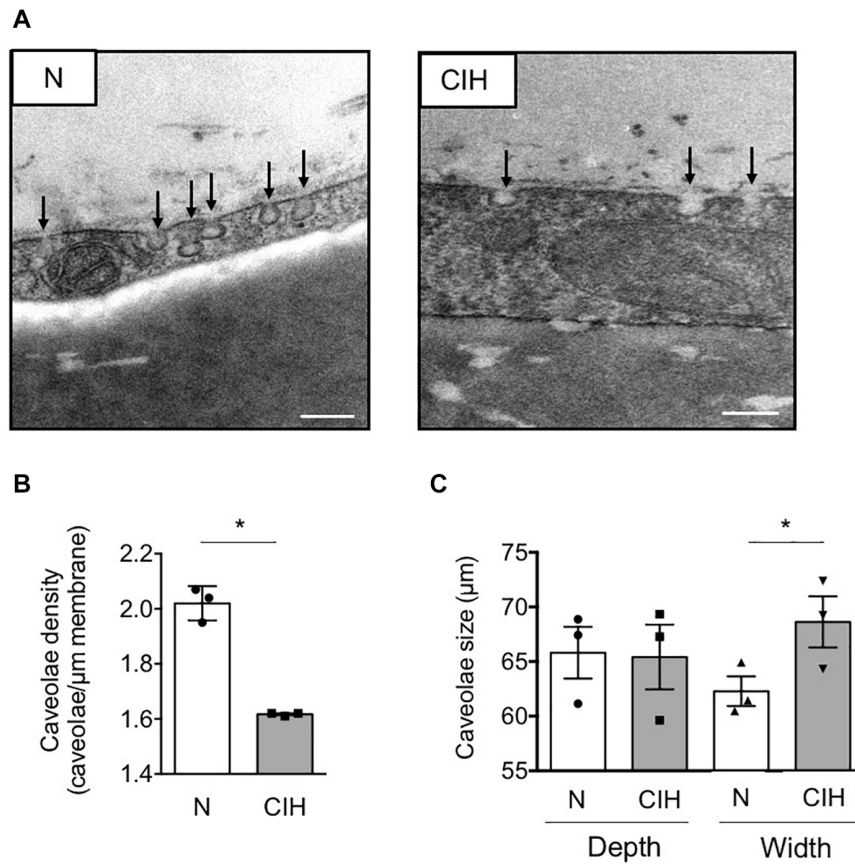 A
N
CIH
B
*
Caveolae density
(caveolae/µm membrane)
2.2
2.0
1.8
1.6
1.4
N
CIH
C
*
Caveolae size (µm)
75
70
65
60
55
N
CIH
N
CIH
Depth
Width